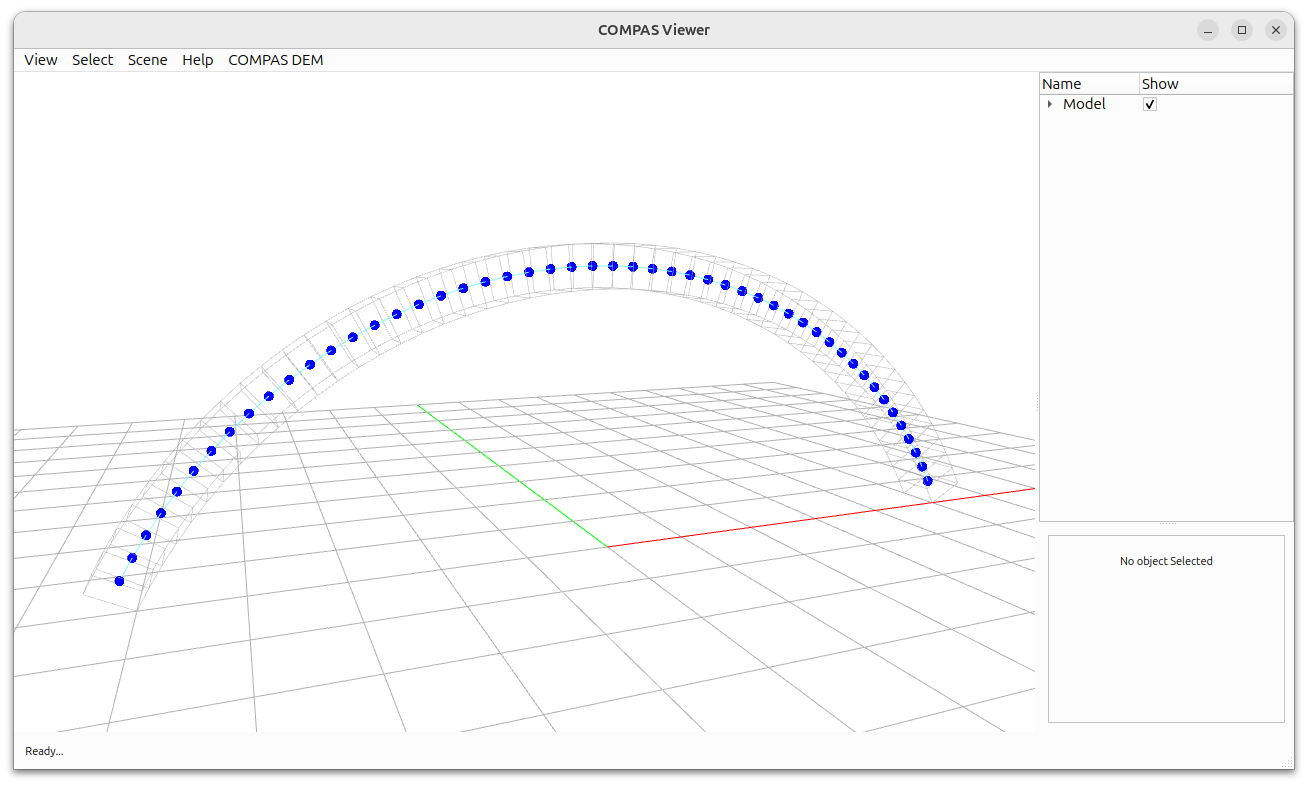 COMPAS Viewer
View Select Scene Help COMPAS DEM
Name Show
Model
No object Selected
Ready...